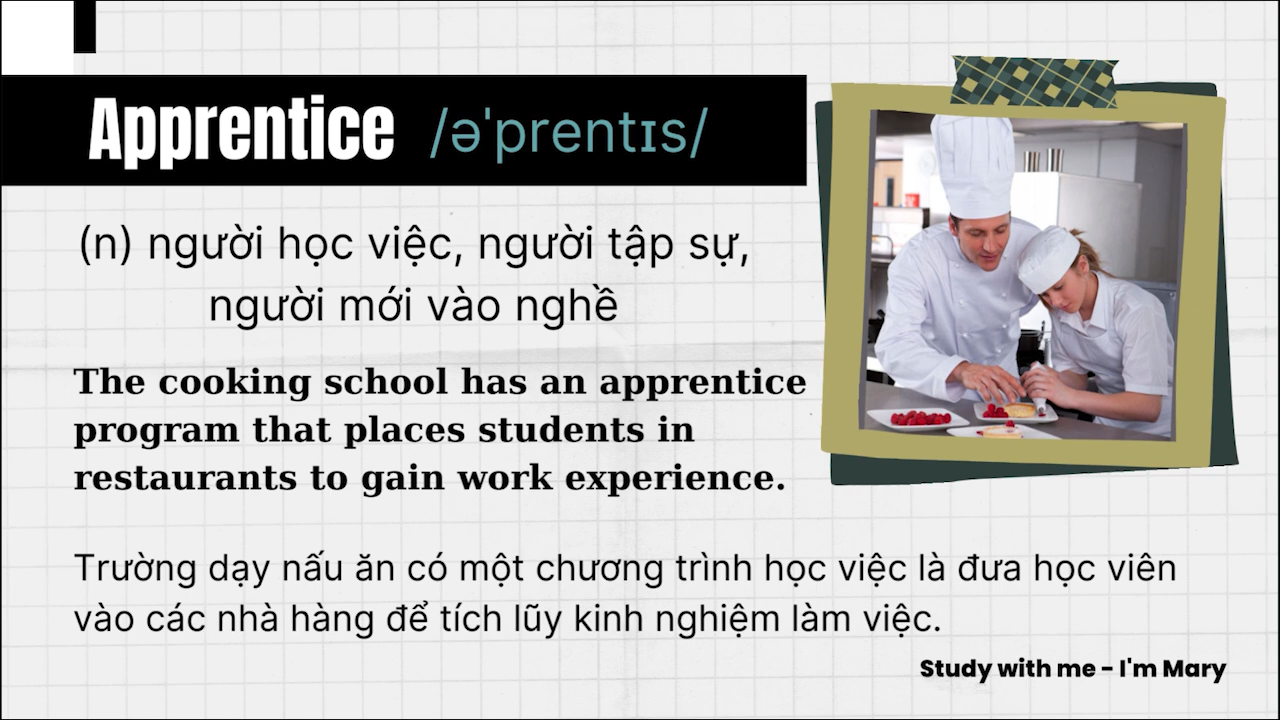 Apprentice /ə'prentɪs/
(n) người học việc, người tập sự,
người mới vào nghề
The cooking school has an apprentice
program that places students in
restaurants to gain work experience.
Trường dạy nấu ăn có một chương trình học việc là đưa học viên
vào các nhà hàng để tích lũy kinh nghiệm làm việc.
Study with me - I'm Mary